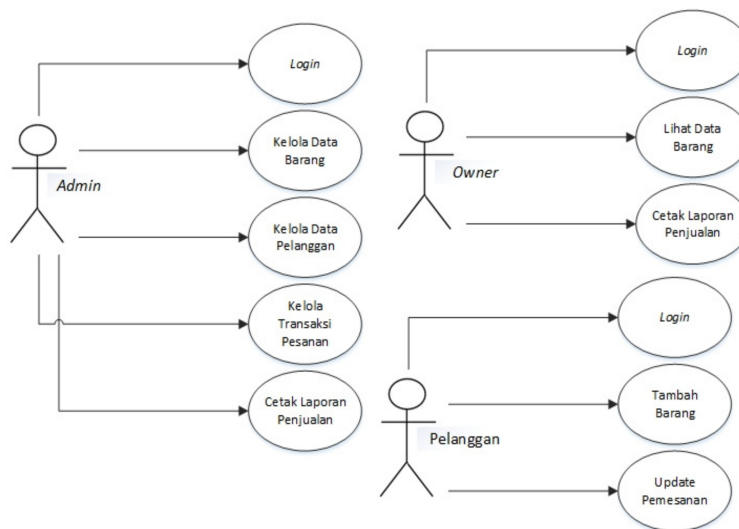 Login
Kelola Data
Barang
Admin
Kelola Data
Pelanggan
Kelola
Transaksi
Pesanan
Cetak Laporan
Penjualan
Login
Lihat Data
Barang
Owner
Cetak Laporan
Penjualan
Login
Tambah
Barang
Pelanggan
Update
Pemesanan